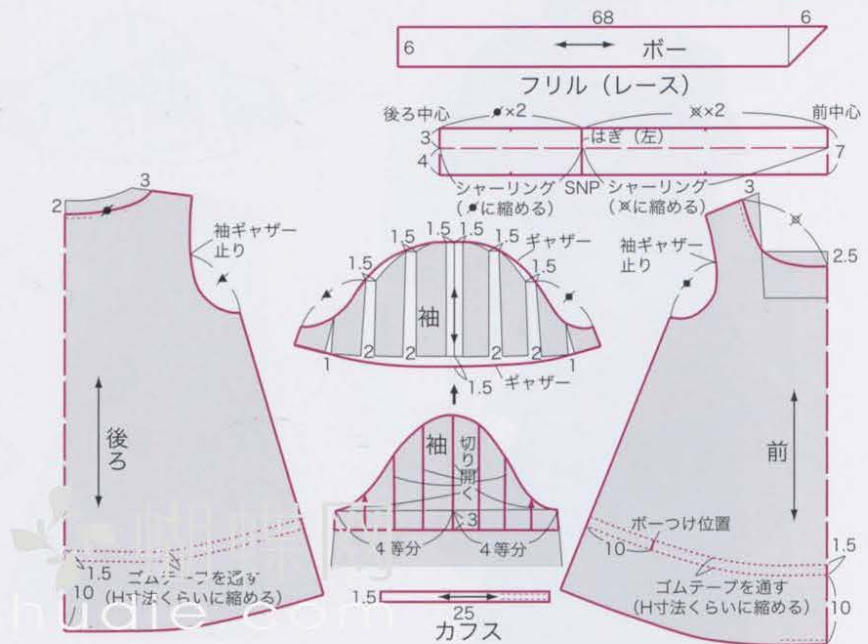 68
6
6
ボー
フリル（レース）
後ろ中心
×2
※×2
前中心
3
はぎ（左）
4
7
シャーリング
（に縮める）
SNP
シャーリング
（※に縮める）
2
3
袖ギャザー
止り
後ろ
1.5
ゴムテープを通す
10
（H寸法くらいに縮める）
1.5 1.5
1.5
1.5
ギャザー
1.5
1.5
袖
1
2
2
2
2
1
1.5
ギャザー
袖
切り開く
3
4等分
4等分
1.5
25
カフス
3
※
2.5
袖ギャザー
止り
前
ボーつけ位置
10
1.5
ゴムテープを通す
（H寸法くらいに縮める）
10
蝴蝶网
hudie.com